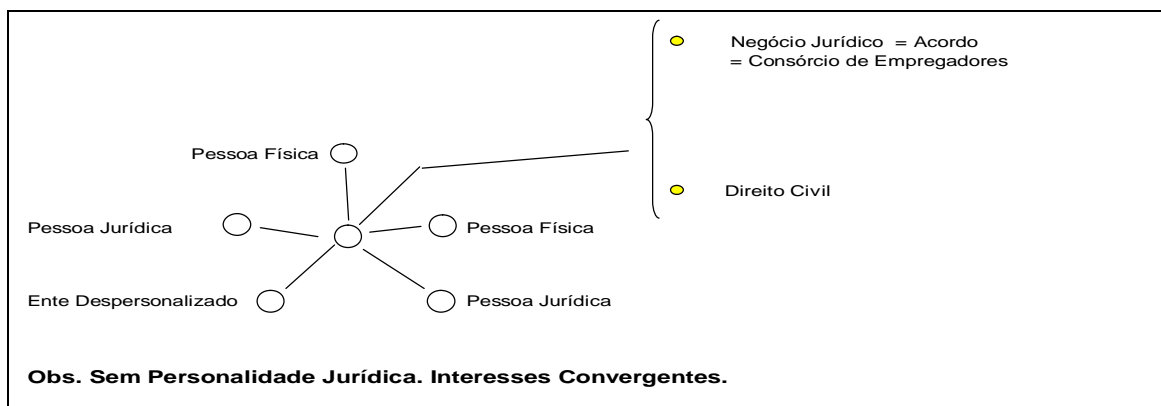 Negócio Jurídico = Acordo
= Consórcio de Empregadores
Pessoa Física
Direito Civil
Pessoa Jurídica
Pessoa Física
Ente Despersonalizado
Pessoa Jurídica
Obs. Sem Personalidade Jurídica. Interesses Convergentes.